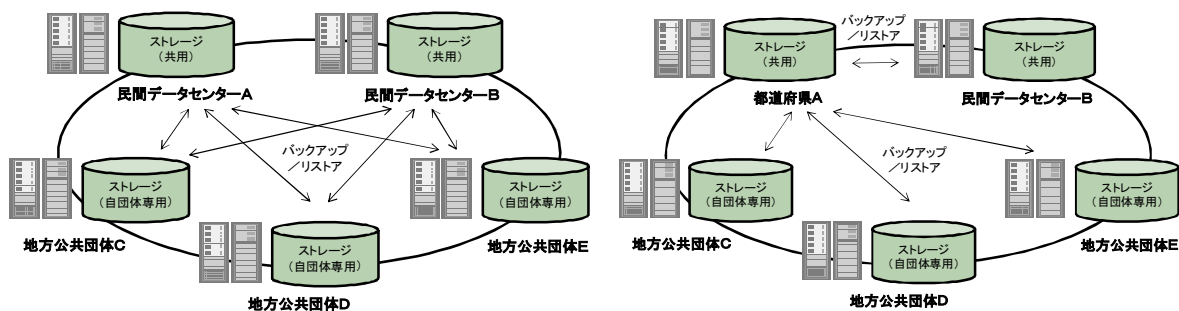 ストレージ
(共用)
民間データセンターA
ストレージ
(共用)
民間データセンターB
バックアップ
/リストア
ストレージ
(自団体専用)
地方公共団体C
ストレージ
(自団体専用)
地方公共団体D
ストレージ
(自団体専用)
地方公共団体E
ストレージ
(共用)
都道府県A
バックアップ
/リストア
ストレージ
(共用)
民間データセンターB
バックアップ
/リストア
ストレージ
(自団体専用)
地方公共団体C
ストレージ
(自団体専用)
地方公共団体D
ストレージ
(自団体専用)
地方公共団体E